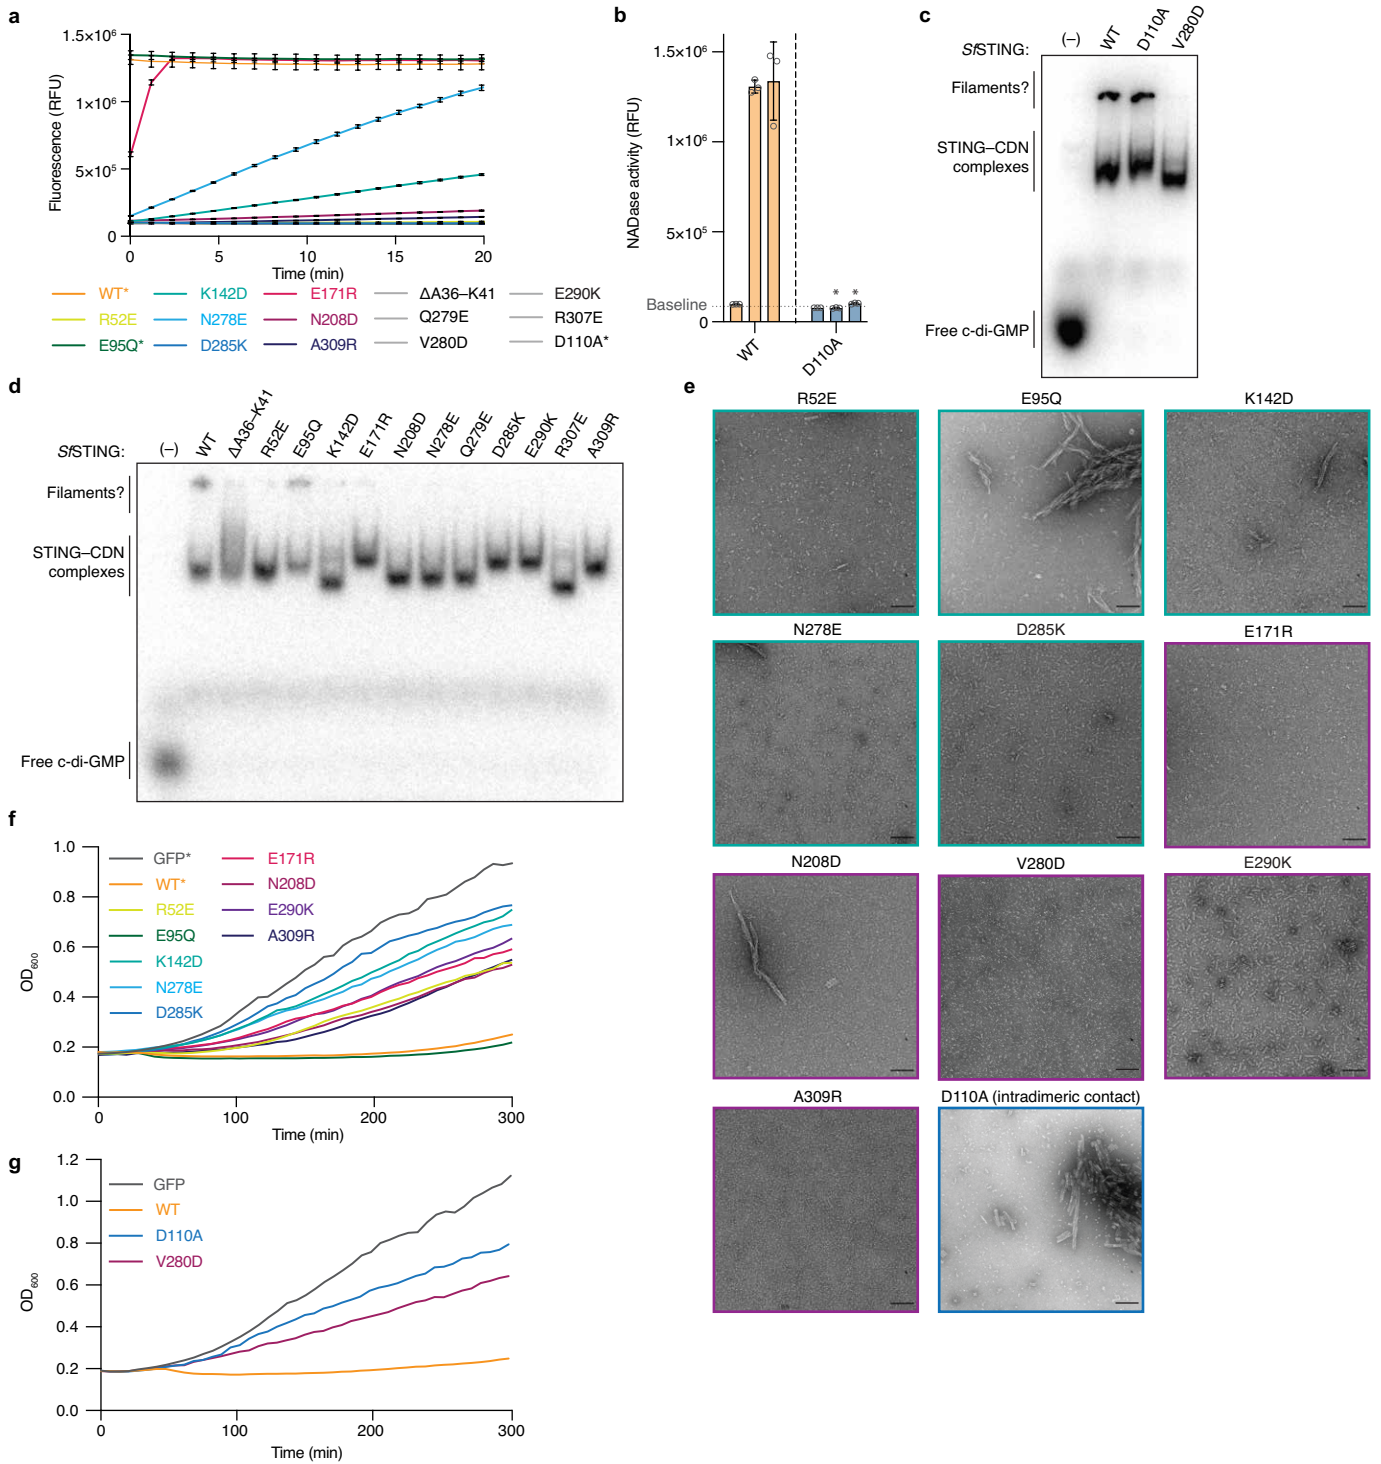 a
1.5×10⁶
1×10⁶
5×10⁵
0
Fluorescence (RFU)
0 5 10 15 20
Time (min)
WT* K142D E171R ΔA36–K41 E290K
R52E N278E N208D Q279E R307E
E95Q* D285K A309R V280D D110A*
b
1.5×10⁶
1×10⁶
5×10⁵
Baseline
0
NADase activity (RFU)
* *
WT D110A
c
SfSTING: (–) WT D110A V280D
Filaments?
STING–CDN
complexes
Free c-di-GMP
d
SfSTING: (–) WT ΔA36–K41 R52E E95Q K142D E171R N208D N278E Q279E D285K E290K R307E A309R
Filaments?
STING–CDN
complexes
Free c-di-GMP
e
R52E E95Q K142D
N278E D285K E171R
N208D V280D E290K
A309R D110A (intradimeric contact)
f
1.0
0.8
0.6
0.4
0.2
0.0
OD₆₀₀
GFP* E171R
WT* N208D
R52E E290K
E95Q A309R
K142D
N278E
D285K
0 100 200 300
Time (min)
g
1.2
1.0
0.8
0.6
0.4
0.2
0.0
OD₆₀₀
GFP
WT
D110A
V280D
0 100 200 300
Time (min)